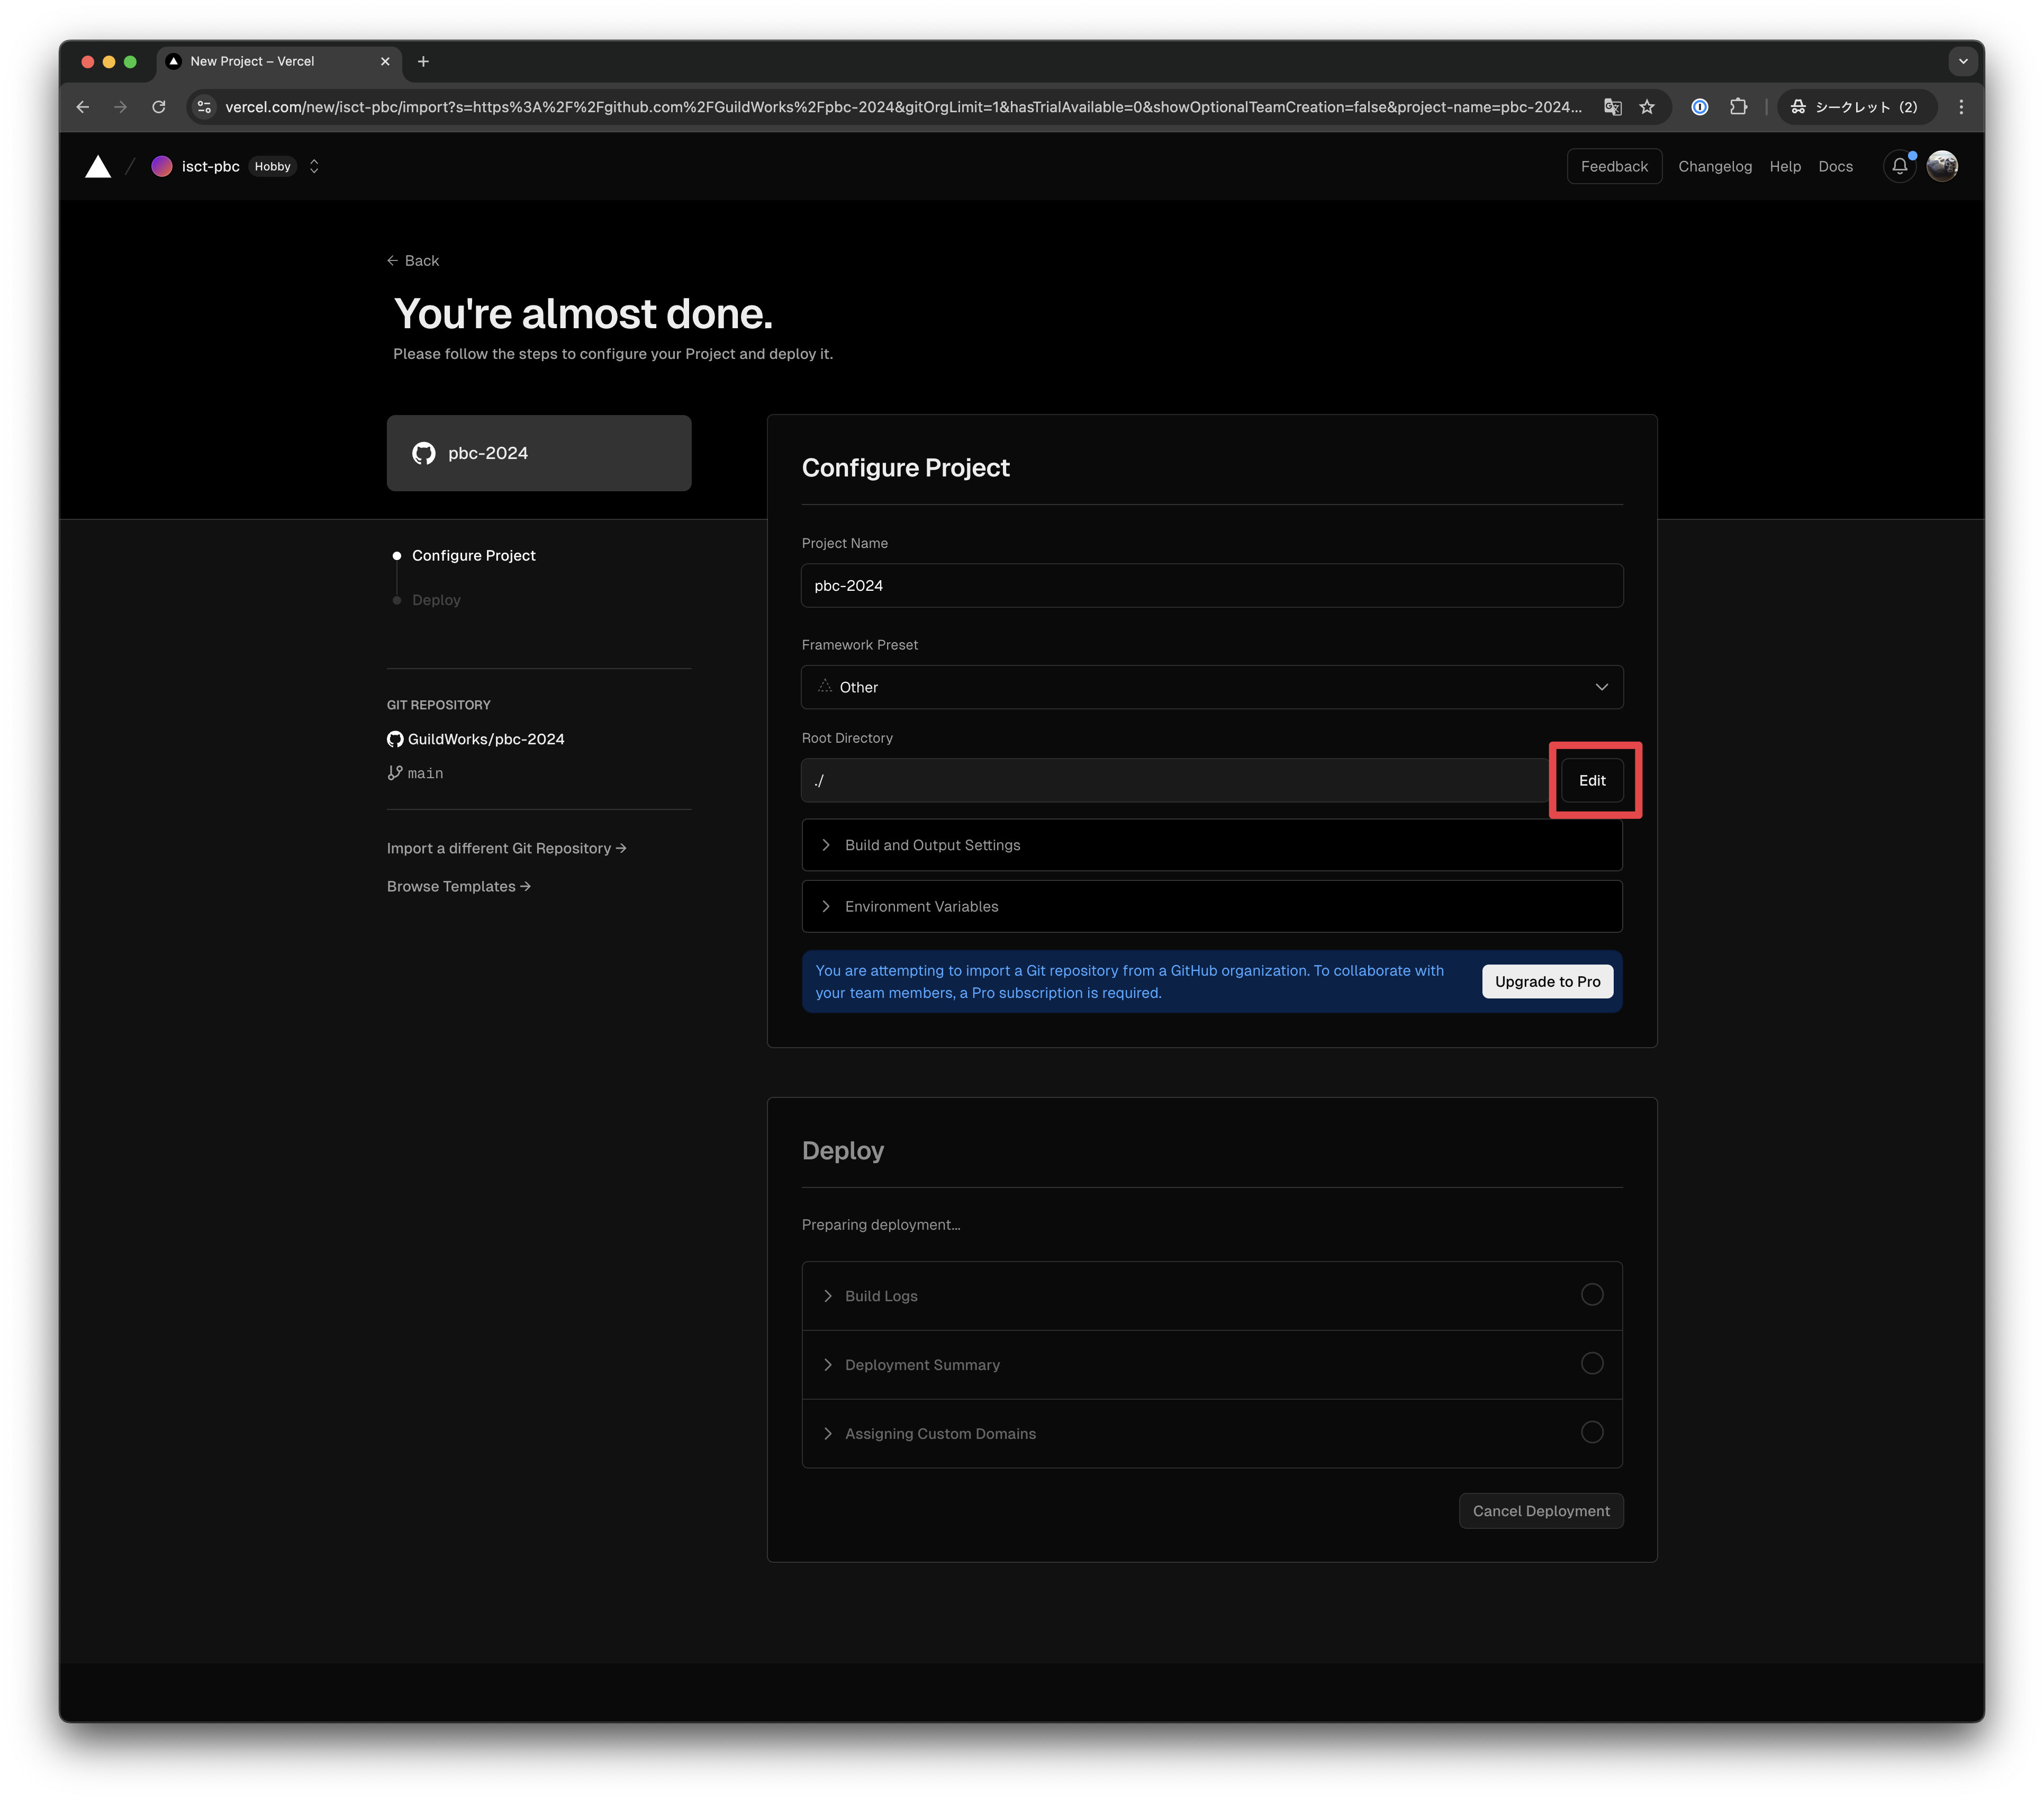 New Project – Vercel
vercel.com/new/isct-pbc/import?s=https%3A%2F%2Fgithub.com%2FGuildWorks%2Fpbc-2024&gitOrgLimit=1&hasTrialAvailable=0&showOptionalTeamCreation=false&project-name=pbc-2024...
シークレット (2)
isct-pbc Hobby
Feedback Changelog Help Docs
← Back
You're almost done.
Please follow the steps to configure your Project and deploy it.
pbc-2024
Configure Project
Deploy
GIT REPOSITORY
GuildWorks/pbc-2024
main
Import a different Git Repository →
Browse Templates →
Configure Project
Project Name
pbc-2024
Framework Preset
Other
Root Directory
./
Edit
Build and Output Settings
Environment Variables
You are attempting to import a Git repository from a GitHub organization. To collaborate with
your team members, a Pro subscription is required.
Upgrade to Pro
Deploy
Preparing deployment...
Build Logs
Deployment Summary
Assigning Custom Domains
Cancel Deployment